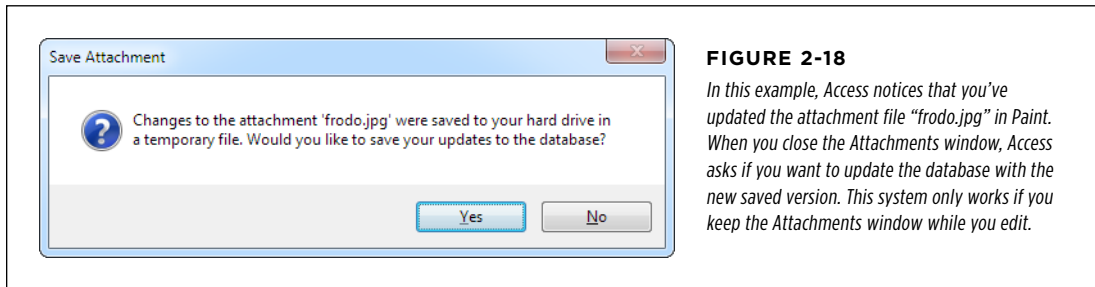 Save Attachment
Changes to the attachment 'frodo.jpg' were saved to your hard drive in
a temporary file. Would you like to save your updates to the database?
Yes
No
FIGURE 2-18
In this example, Access notices that you've
updated the attachment file “frodo.jpg” in Paint.
When you close the Attachments window, Access
asks if you want to update the database with the
new saved version. This system only works if you
keep the Attachments window while you edit.